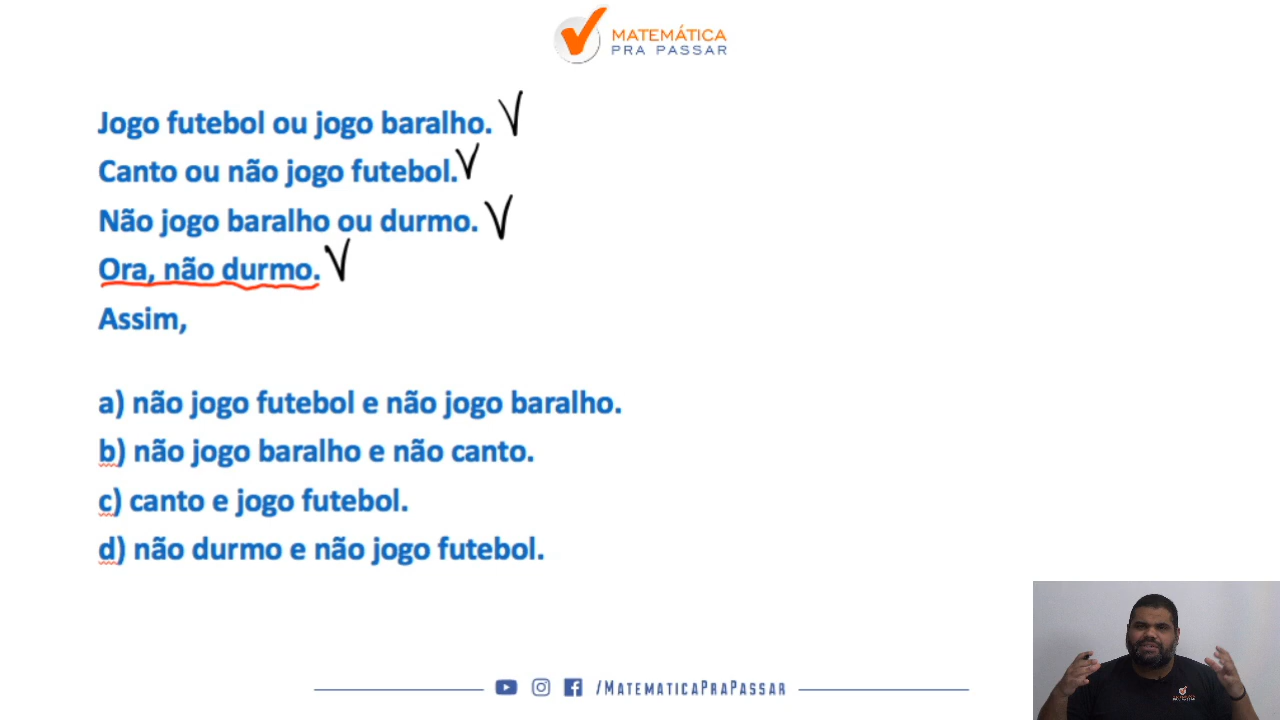 MATEMÁTICA
PRA PASSAR
Jogo futebol ou jogo baralho. V
Canto ou não jogo futebol. V
Não jogo baralho ou durmo. V
Ora, não durmo. V
Assim,
a) não jogo futebol e não jogo baralho.
b) não jogo baralho e não canto.
c) canto e jogo futebol.
d) não durmo e não jogo futebol.
/MATEMATICAPRAPASSAR